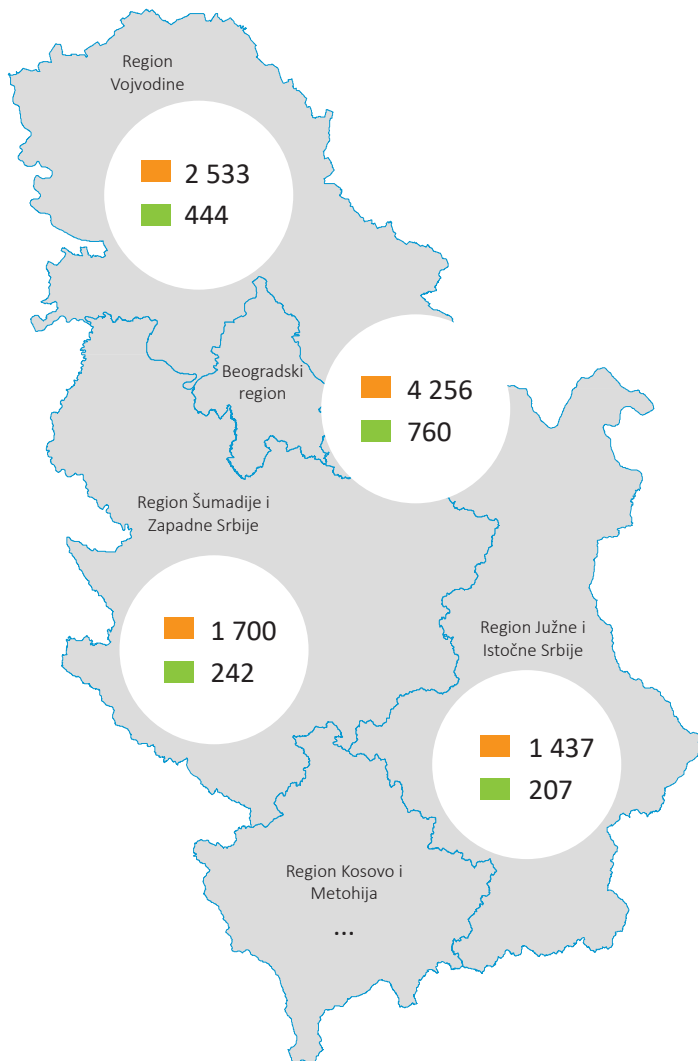 Region
Vojvodine
2 533
444
Beogradski
region
4 256
760
Region Šumadije i
Zapadne Srbije
1 700
242
Region Južne i
Istočne Srbije
1 437
207
Region Kosovo i
Metohija
...